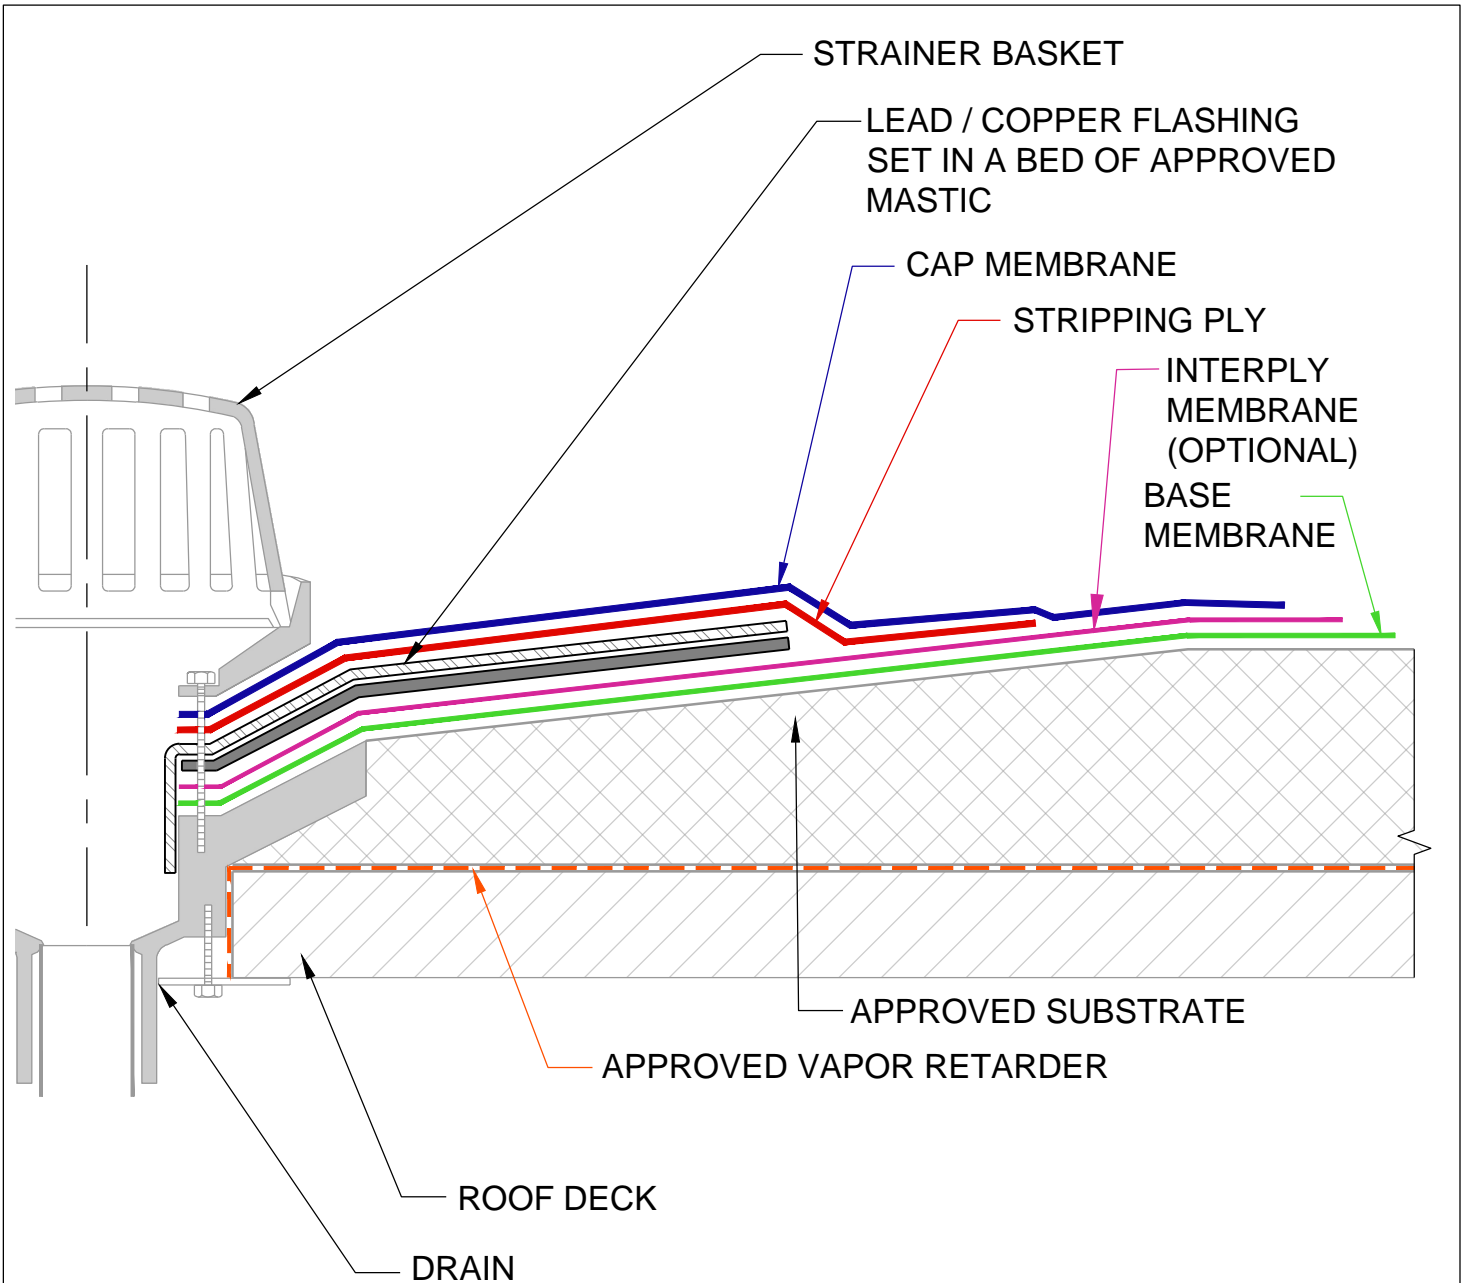 STRAINER BASKET
LEAD / COPPER FLASHING
SET IN A BED OF APPROVED
MASTIC
CAP MEMBRANE
STRIPPING PLY
INTERPLY
MEMBRANE
(OPTIONAL)
BASE
MEMBRANE
APPROVED SUBSTRATE
APPROVED VAPOR RETARDER
ROOF DECK
DRAIN